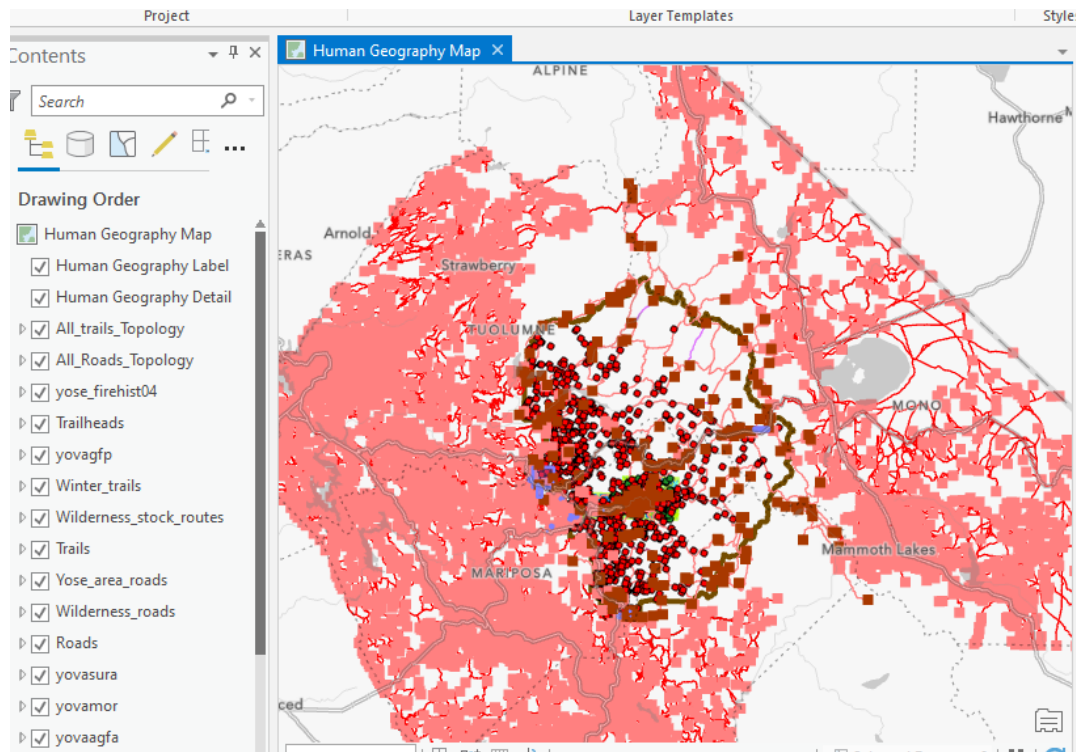 Project
Layer Templates
Contents
Human Geography Map
Search
Drawing Order
Human Geography Map
Human Geography Label
Human Geography Detail
All_trails_Topology
All_Roads_Topology
yose_firehist04
Trailheads
yovagfp
Winter_trails
Wilderness_stock_routes
Trails
Yose_area_roads
Wilderness_roads
Roads
yovasura
yovamor
yovaagfa
ALPINE
Hawthorne
Arnold
ERAS
Strawberry
TUOLUMNE
MONO
Mammoth Lakes
MARIPOSA
ced